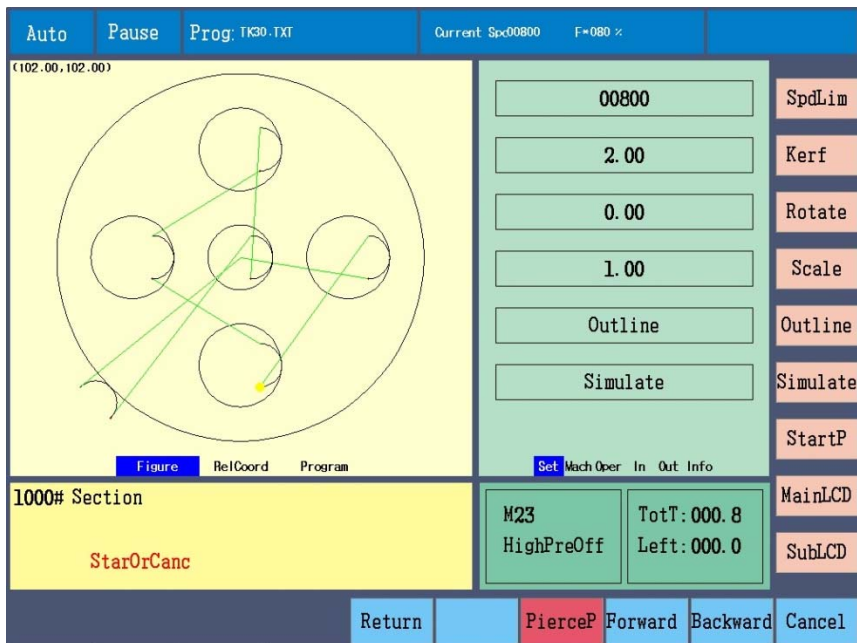 Auto Pause Prog: TK30.TXT Current Spc00800 F=080 %
(102.00,102.00)
00800 SpdLim
2.00 Kerf
0.00 Rotate
1.00 Scale
Outline Outline
Simulate Simulate
StartP
Figure RelCoord Program Set Mach Oper In Out Info
1000# Section
M23 TotT:000.8 MainLCD
HighPreOff Left:000.0 SubLCD
StarOrCanc
Return PierceP Forward Backward Cancel